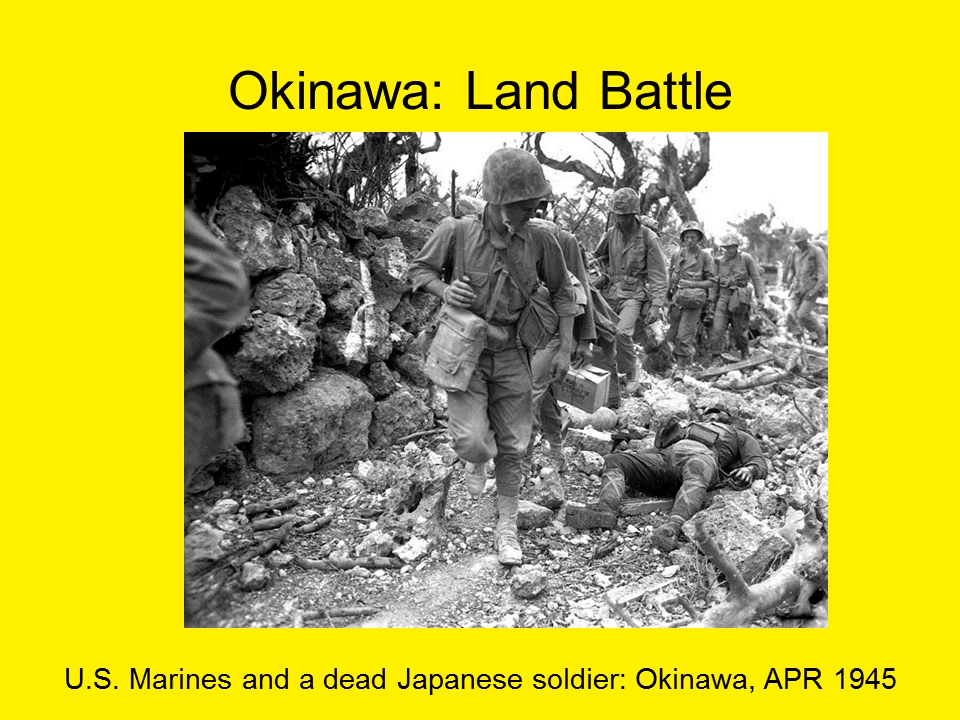 Okinawa: Land Battle
U.S. Marines and a dead Japanese soldier: Okinawa, APR 1945